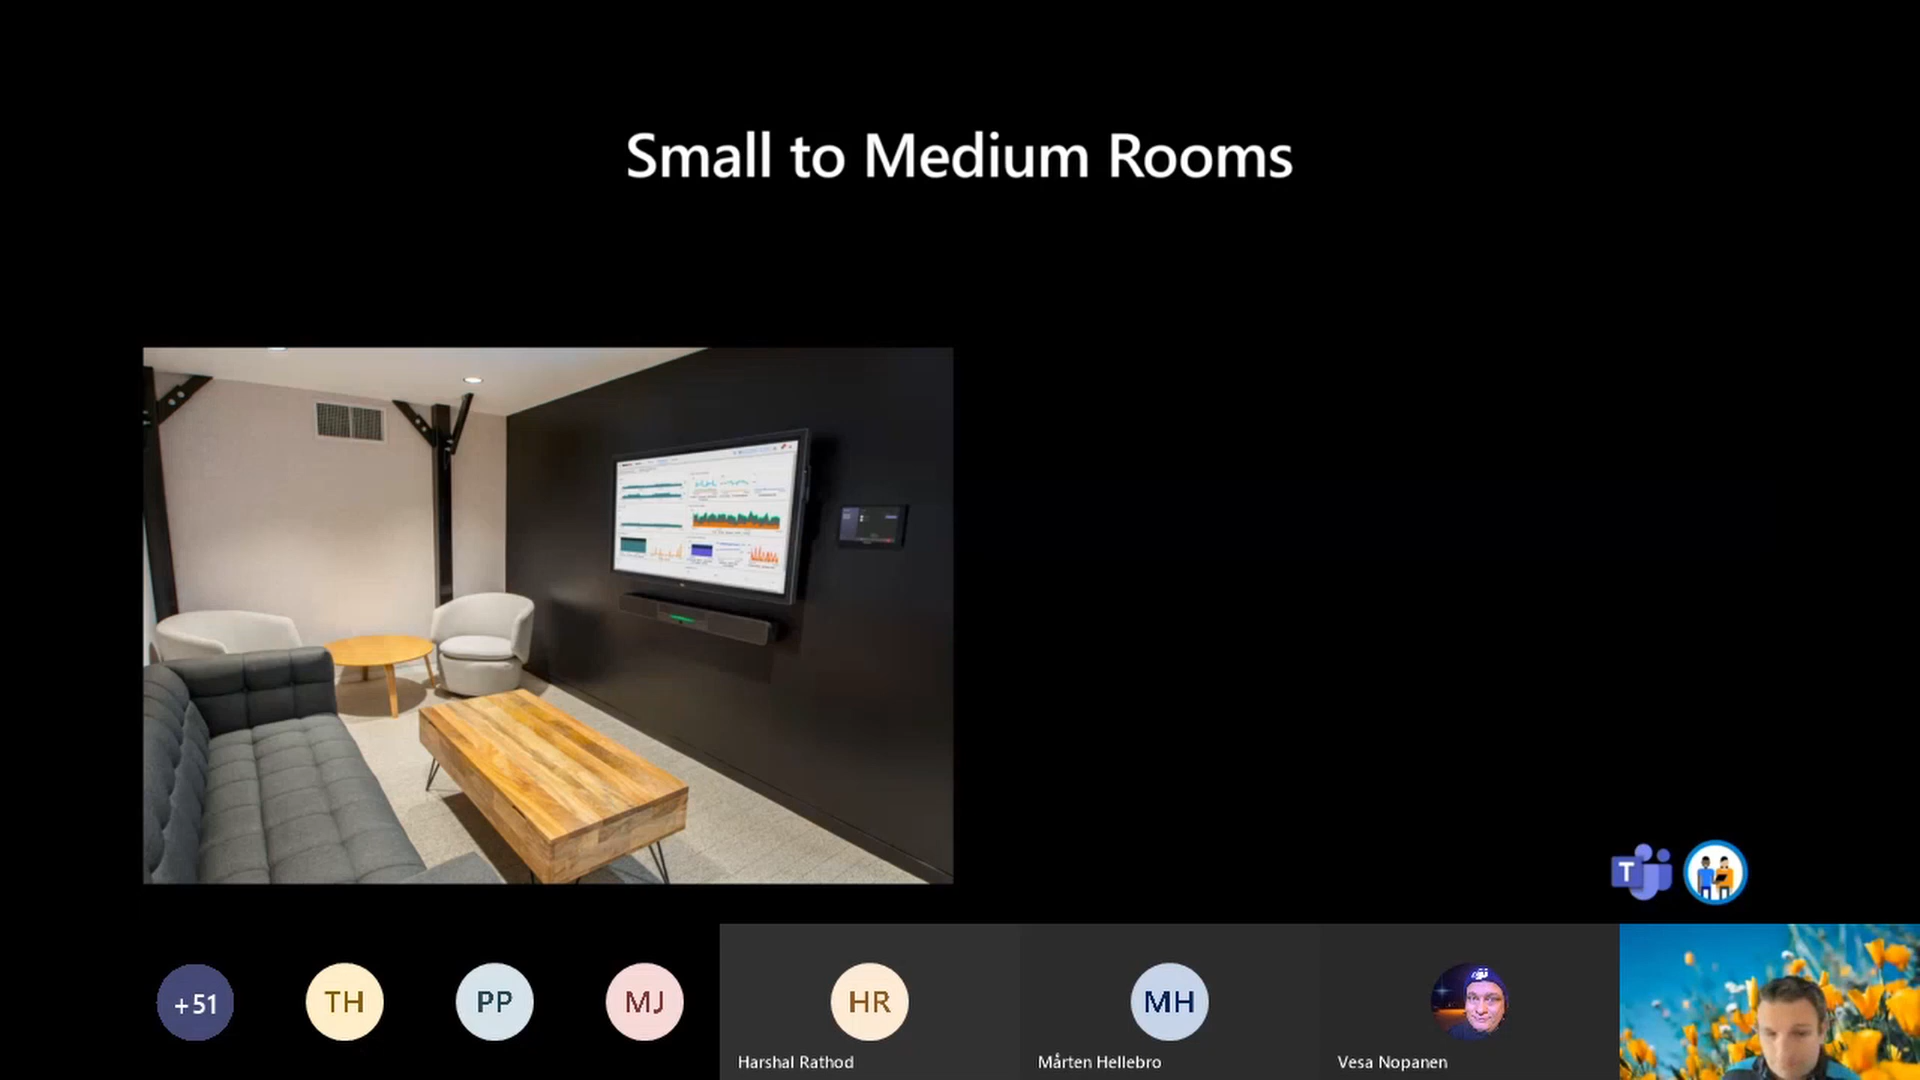 Small to Medium Rooms
T
+51
TH
PP
MJ
HR
MH
Harshal Rathod
Mårten Hellebro
Vesa Nopanen